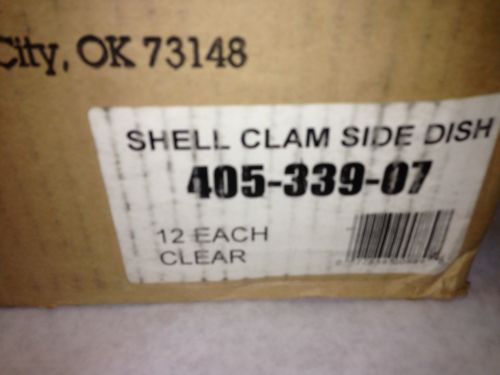 City, OK 73148
SHELL CLAM SIDE DISH
405-339-07
12 EACH
CLEAR